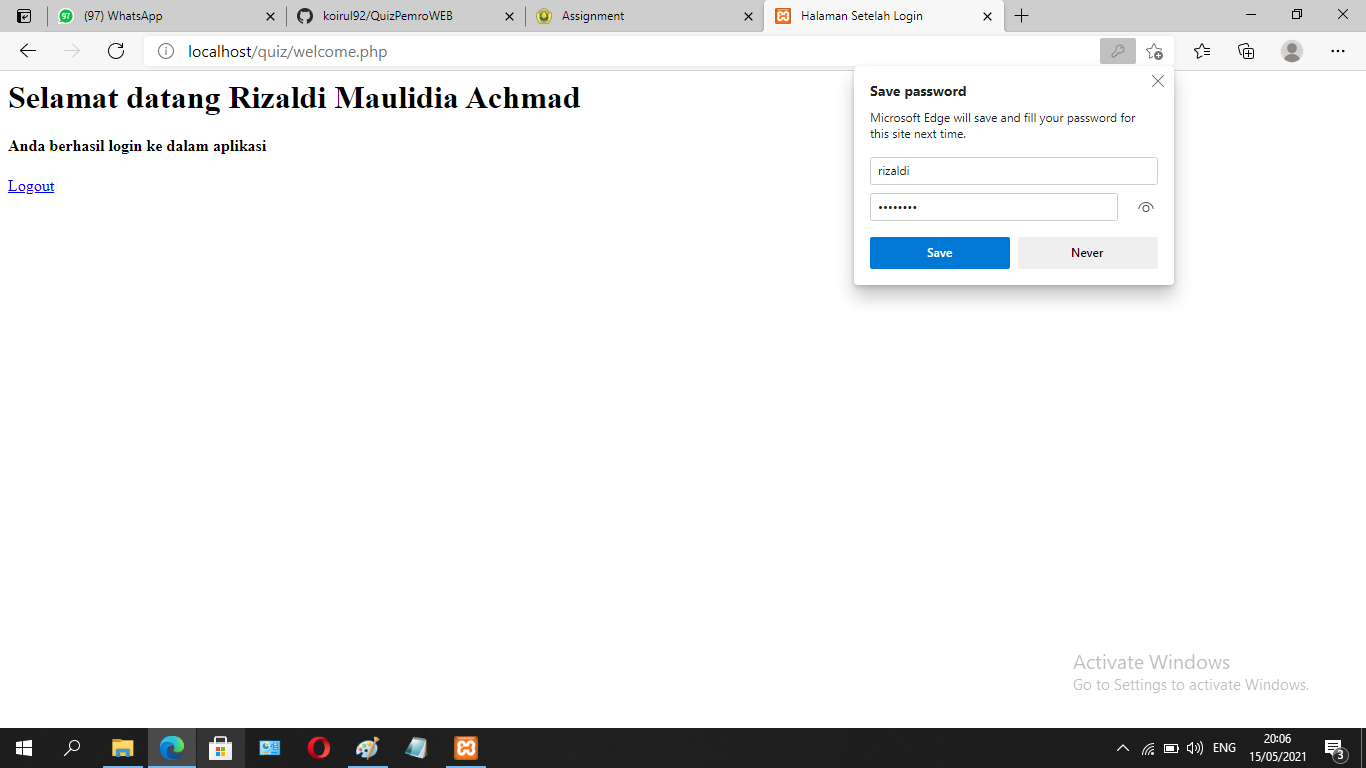 97
(97) WhatsApp
koirul92/QuizPemroWEB
Assignment
Halaman Setelah Login
localhost/quiz/welcome.php
Selamat datang Rizaldi Maulidia Achmad
Anda berhasil login ke dalam aplikasi
Logout
Save password
Microsoft Edge will save and fill your password for
this site next time.
rizaldi
••••••••
Save
Never
Activate Windows
Go to Settings to activate Windows.
ENG
20:06
15/05/2021
3